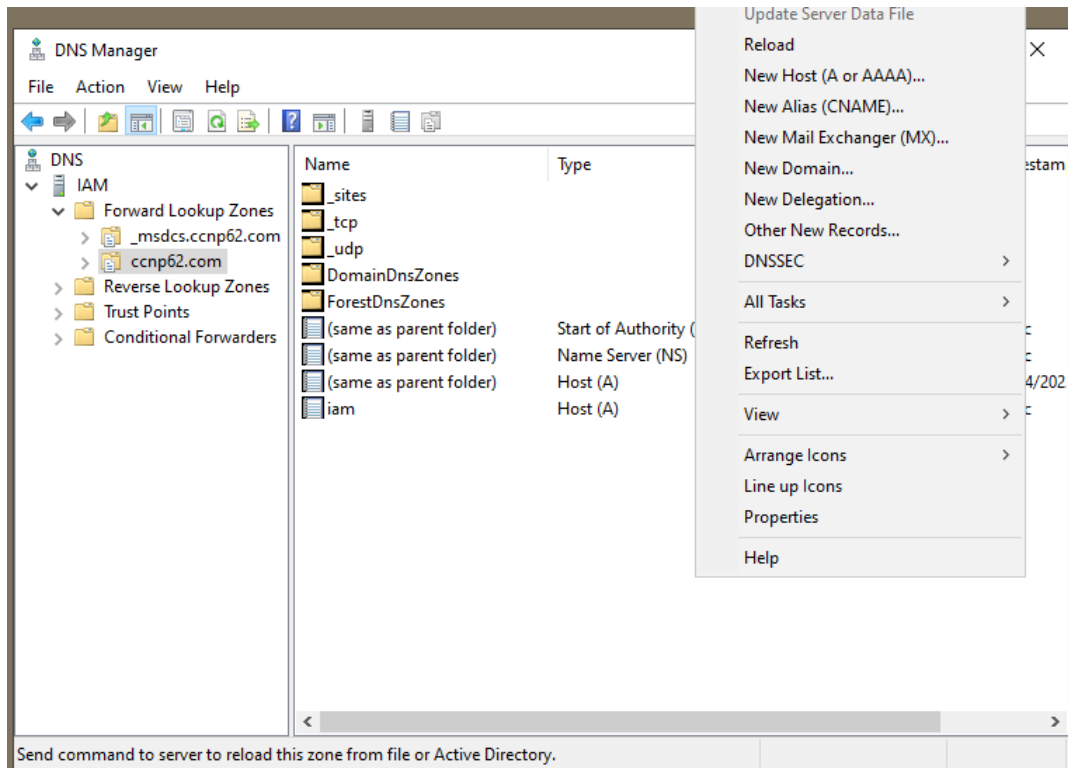 DNS Manager
File Action View Help
DNS
IAM
Forward Lookup Zones
_msdcs.ccnp62.com
ccnp62.com
Reverse Lookup Zones
Trust Points
Conditional Forwarders
Name Type estam
_sites
_tcp
_udp
DomainDnsZones
ForestDnsZones
(same as parent folder) Start of Authority ( c
(same as parent folder) Name Server (NS) c
(same as parent folder) Host (A) 4/202
iam Host (A) c
Update Server Data File
Reload
New Host (A or AAAA)...
New Alias (CNAME)...
New Mail Exchanger (MX)...
New Domain...
New Delegation...
Other New Records...
DNSSEC
All Tasks
Refresh
Export List...
View
Arrange Icons
Line up Icons
Properties
Help
Send command to server to reload this zone from file or Active Directory.